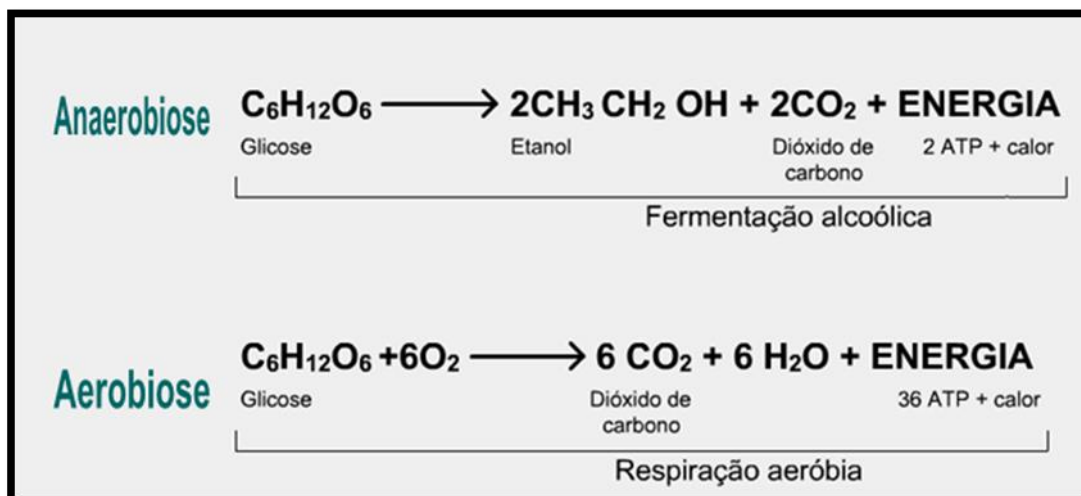 Anaerobiose C₆H₁₂O₆ ⟶ 2CH₃ CH₂ OH + 2CO₂ + ENERGIA
Glicose Etanol Dióxido de carbono 2 ATP + calor
Fermentação alcoólica
Aerobiose C₆H₁₂O₆ +6O₂ ⟶ 6 CO₂ + 6 H₂O + ENERGIA
Glicose Dióxido de carbono 36 ATP + calor
Respiração aeróbia